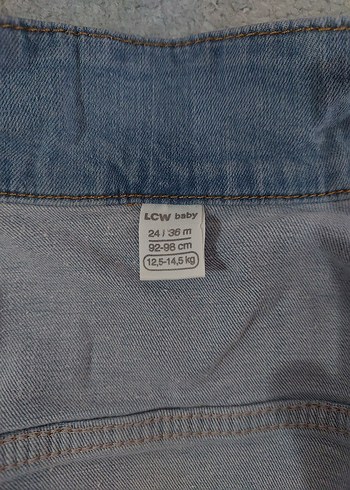 LCW baby
24 / 36 m
92-98 cm
12,5-14,5 kg